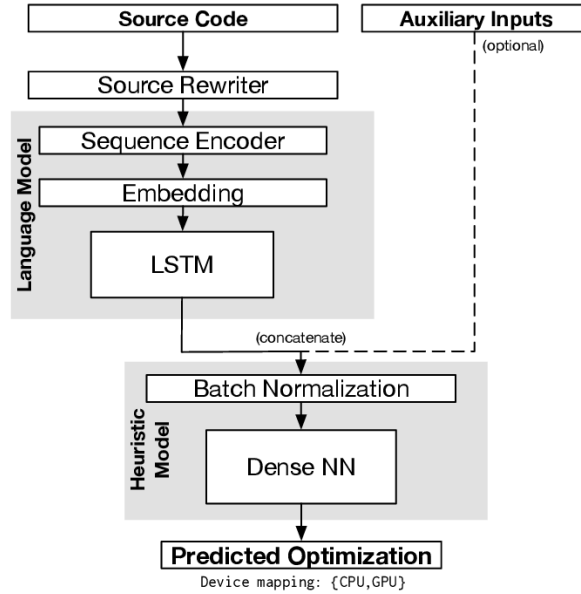 Source Code
Auxiliary Inputs
(optional)
Source Rewriter
Language Model
Sequence Encoder
Embedding
LSTM
(concatenate)
Heuristic
Model
Batch Normalization
Dense NN
Predicted Optimization
Device mapping: {CPU,GPU}